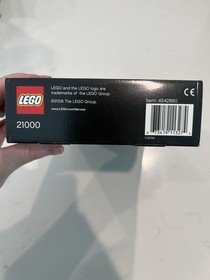 LEGO
21000
LEGO and the LEGO logo are
trademarks of the LEGO Group.
©2008 The LEGO Group.
www.LEGO.com/service
CE
Item: 4542860